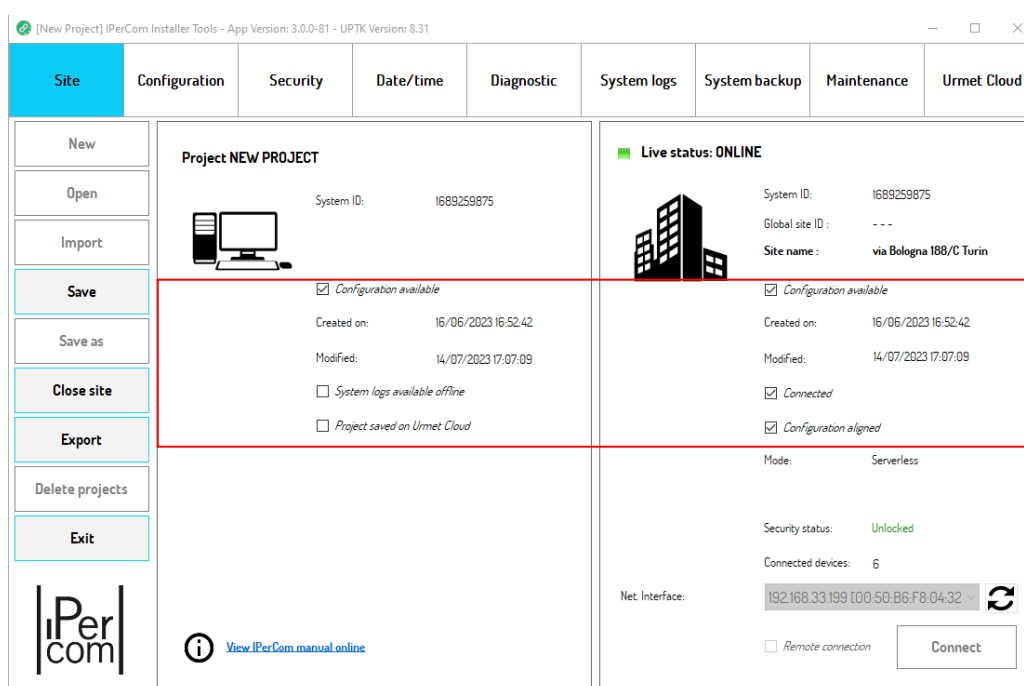 [New Project] IPerCom Installer Tools - App Version: 3.0.0-81 - UPTK Version: 8.31
Site
Configuration
Security
Date/time
Diagnostic
System logs
System backup
Maintenance
Urmet Cloud
New
Open
Import
Save
Save as
Close site
Export
Delete projects
Exit
IPer
com
Project NEW PROJECT
System ID: 1689259875
Configuration available
Created on: 16/06/2023 16:52:42
Modified: 14/07/2023 17:07:09
System logs available offline
Project saved on Urmet Cloud
View IPerCom manual online
Live status: ONLINE
System ID: 1689259875
Global site ID : - - -
Site name : via Bologna 188/C Turin
Configuration available
Created on: 16/06/2023 16:52:42
Modified: 14/07/2023 17:07:09
Connected
Configuration aligned
Mode: Serverless
Security status: Unlocked
Connected devices: 6
Net. Interface: 192.168.33.199 [00:50:B6:F8:04:32
Remote connection
Connect